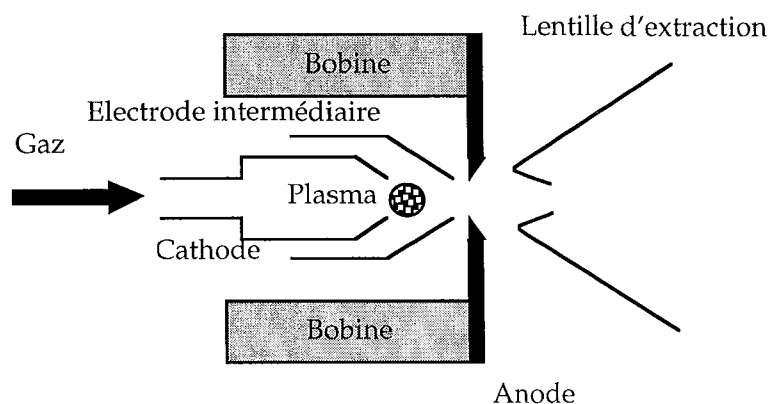 Lentille d'extraction
Bobine
Electrode intermédiaire
Gaz
Plasma
Cathode
Bobine
Anode